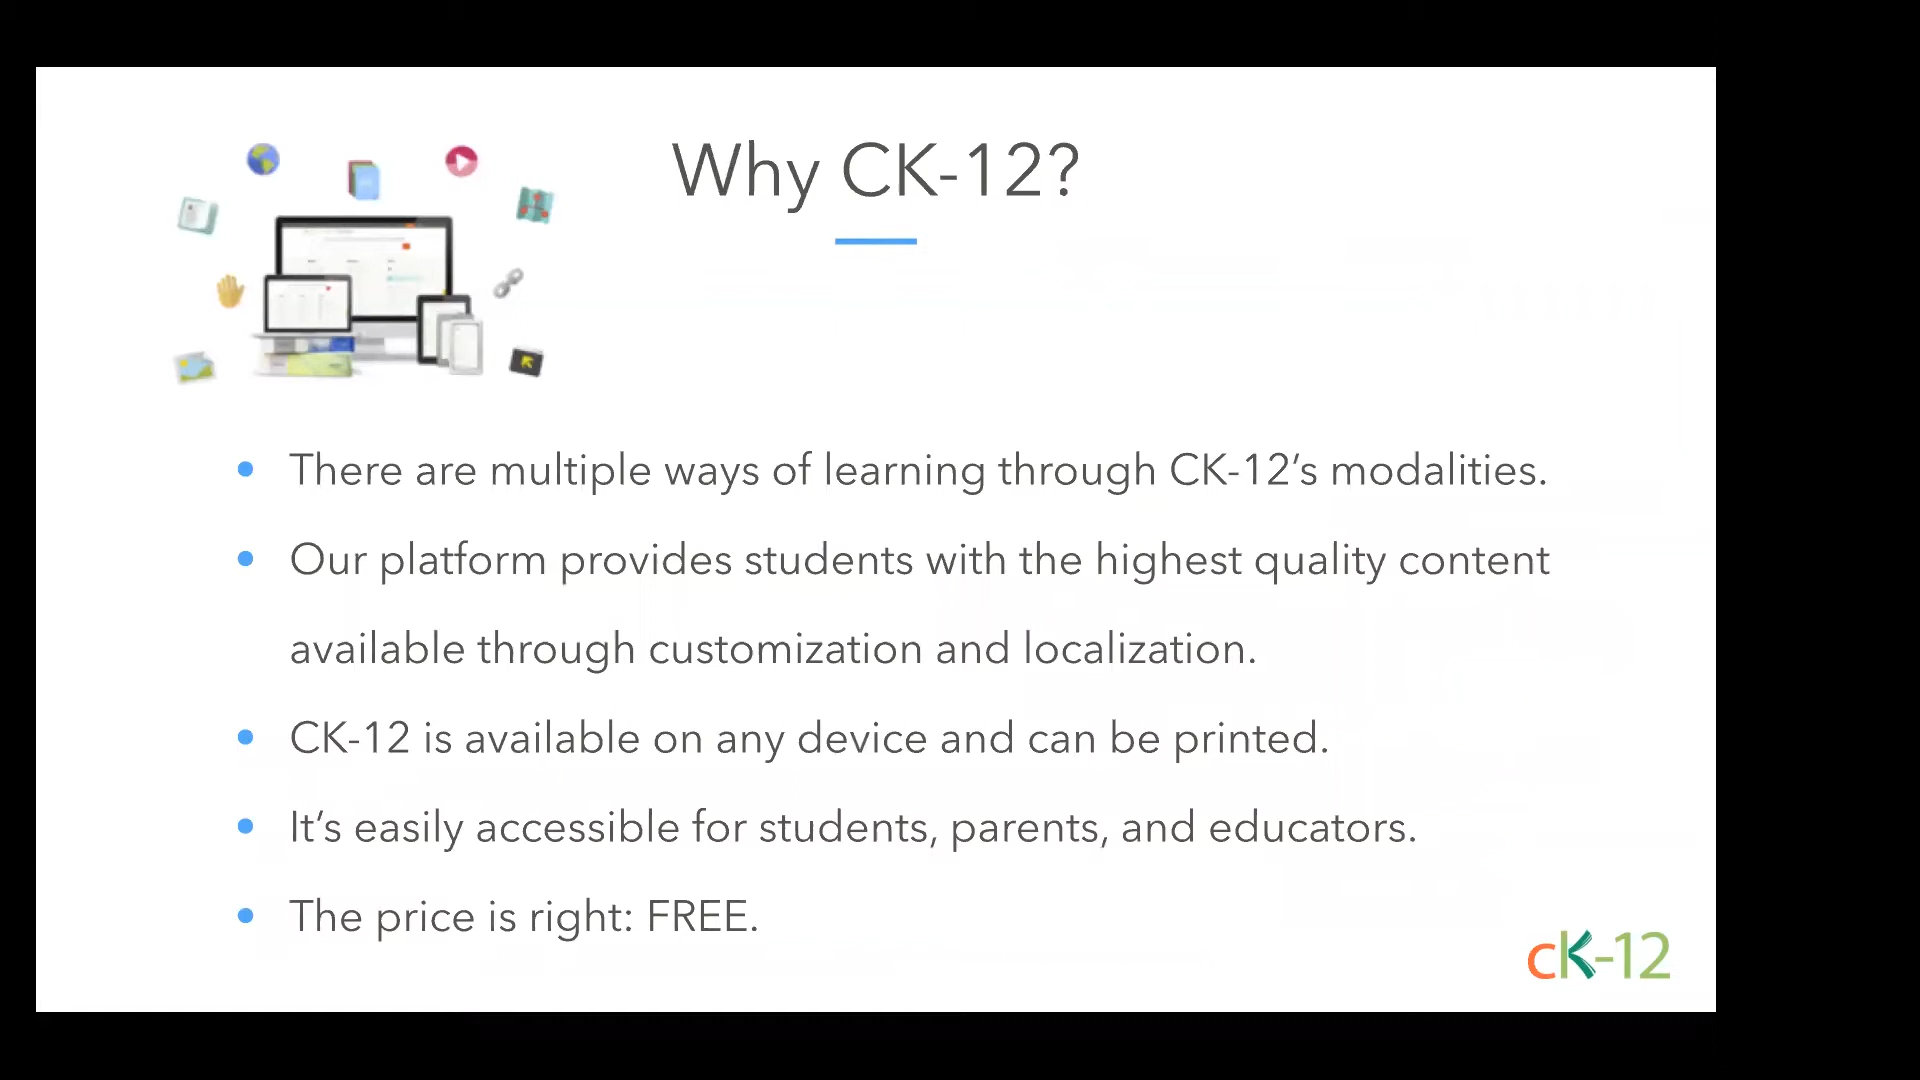 Why CK-12?
• There are multiple ways of learning through CK-12’s modalities.
• Our platform provides students with the highest quality content
available through customization and localization.
• CK-12 is available on any device and can be printed.
• It’s easily accessible for students, parents, and educators.
• The price is right: FREE.
cK-12